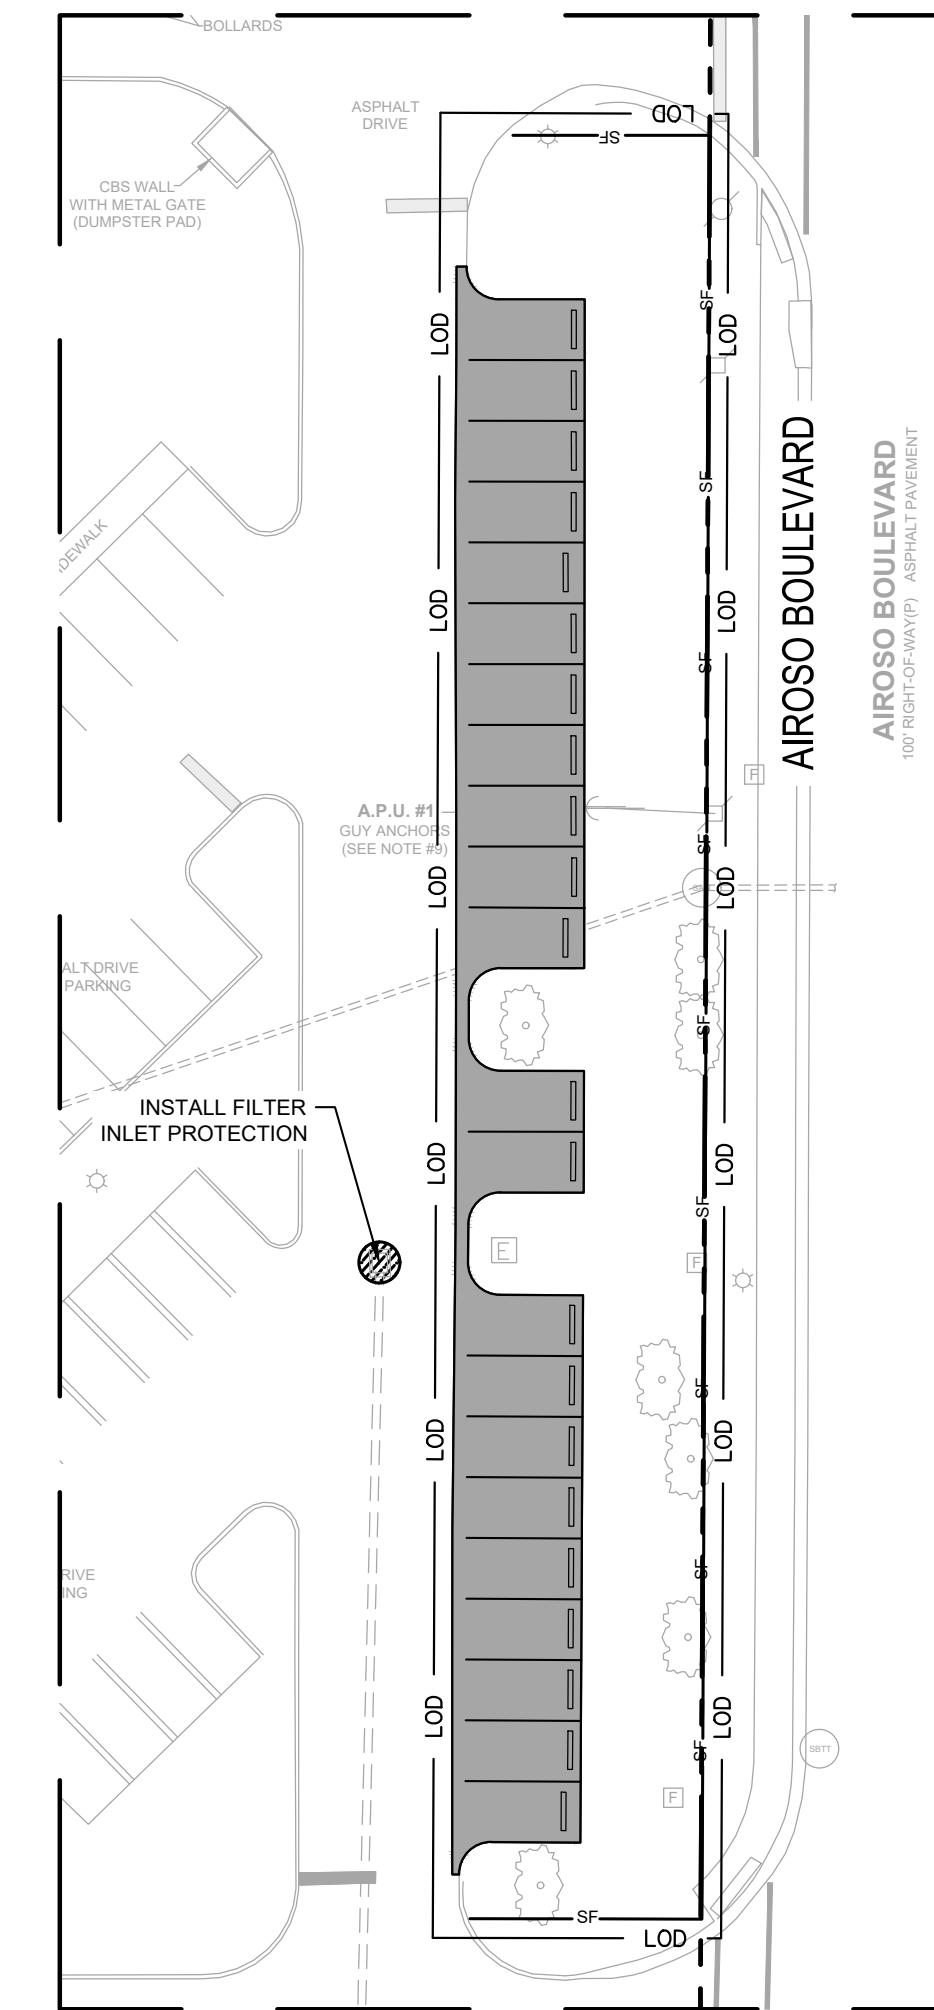 BOLLARDS
ASPHALT
DRIVE
LOD
SF
CBS WALL
WITH METAL GATE
(DUMPSTER PAD)
SF
LOD
LOD
AIROSO BOULEVARD
AIROSO BOULEVARD
100' RIGHT-OF-WAY(P) ASPHALT PAVEMENT
SF
DEWALK
LOD
LOD
SF
F
A.P.U. #1
GUY ANCHORS
(SEE NOTE #9)
SF
LOD
LOD
ALT DRIVE
PARKING
SF
INSTALL FILTER
INLET PROTECTION
LOD
LOD
SF
E
F
SF
LOD
LOD
RIVE
ING
SF
LOD
LOD
SF
SBTT
F
SF
LOD